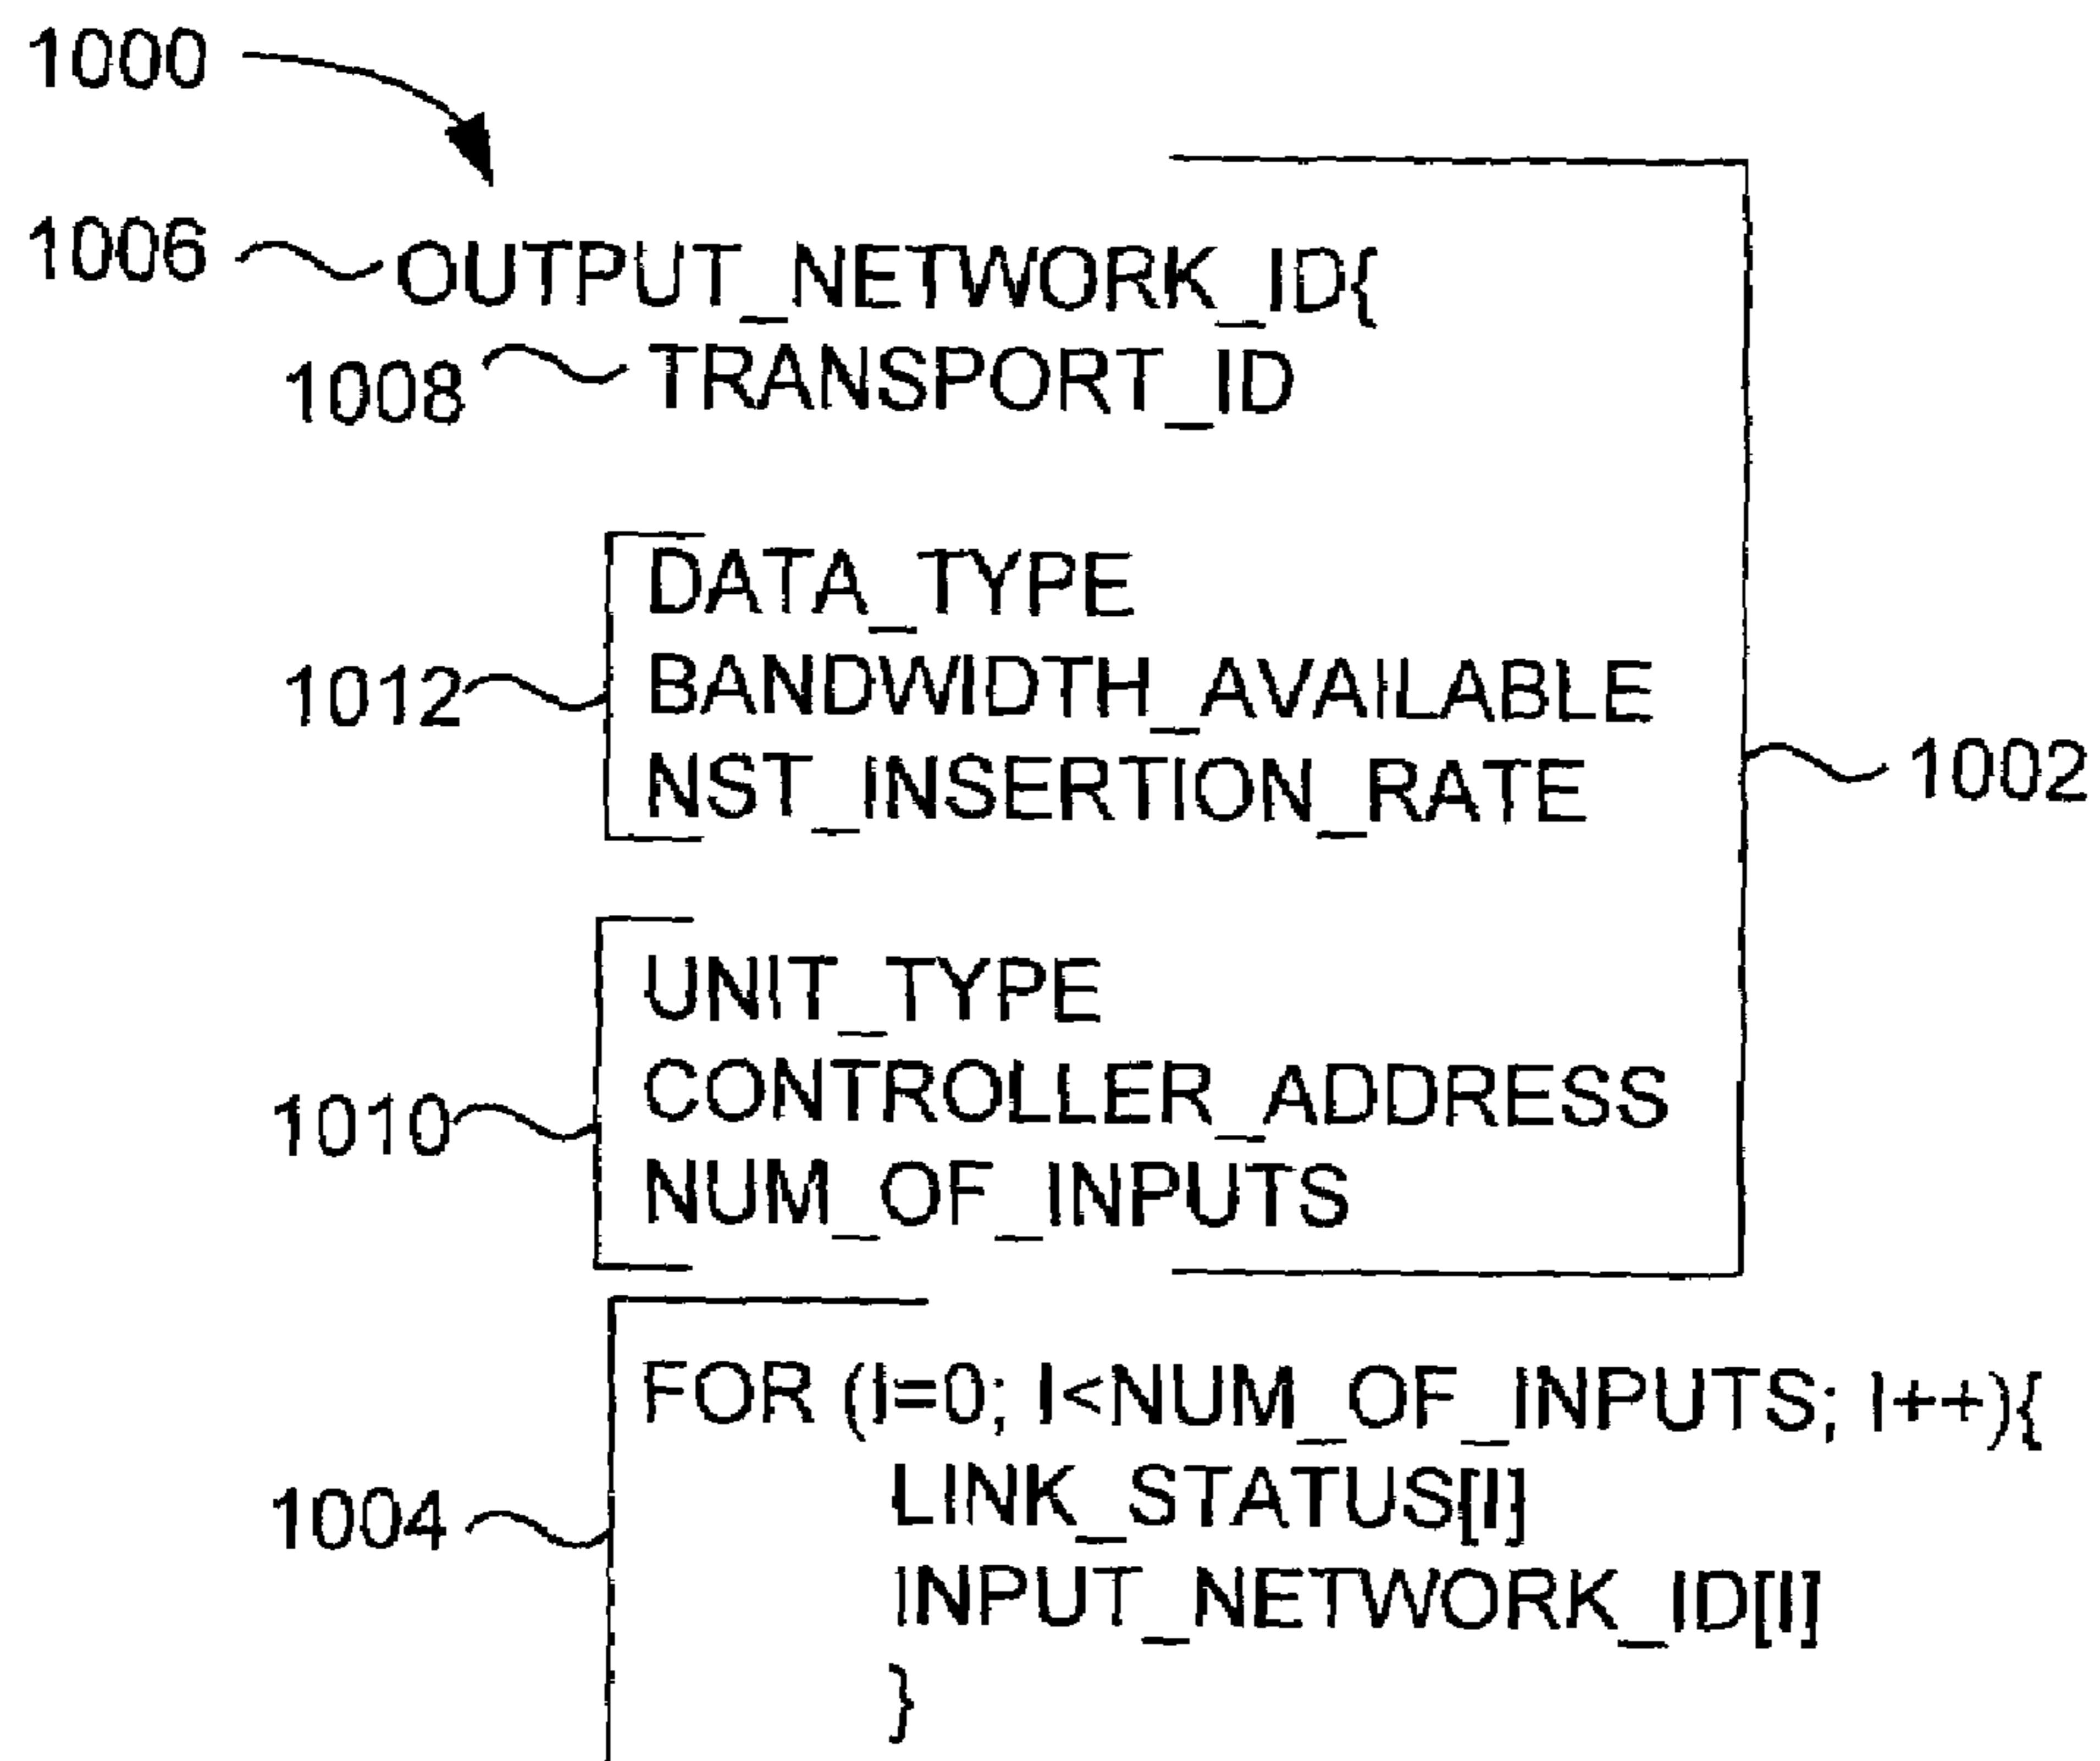 1000
1006 OUTPUT_NETWORK_ID{
1008 TRANSPORT_ID
DATA_TYPE
1012 BANDWIDTH_AVAILABLE
NST_INSERTION_RATE
1002
UNIT_TYPE
1010 CONTROLLER_ADDRESS
NUM_OF_INPUTS
FOR (I=0; I<NUM_OF_INPUTS; I++){
1004 LINK_STATUS[I]
INPUT_NETWORK_ID[I]
}